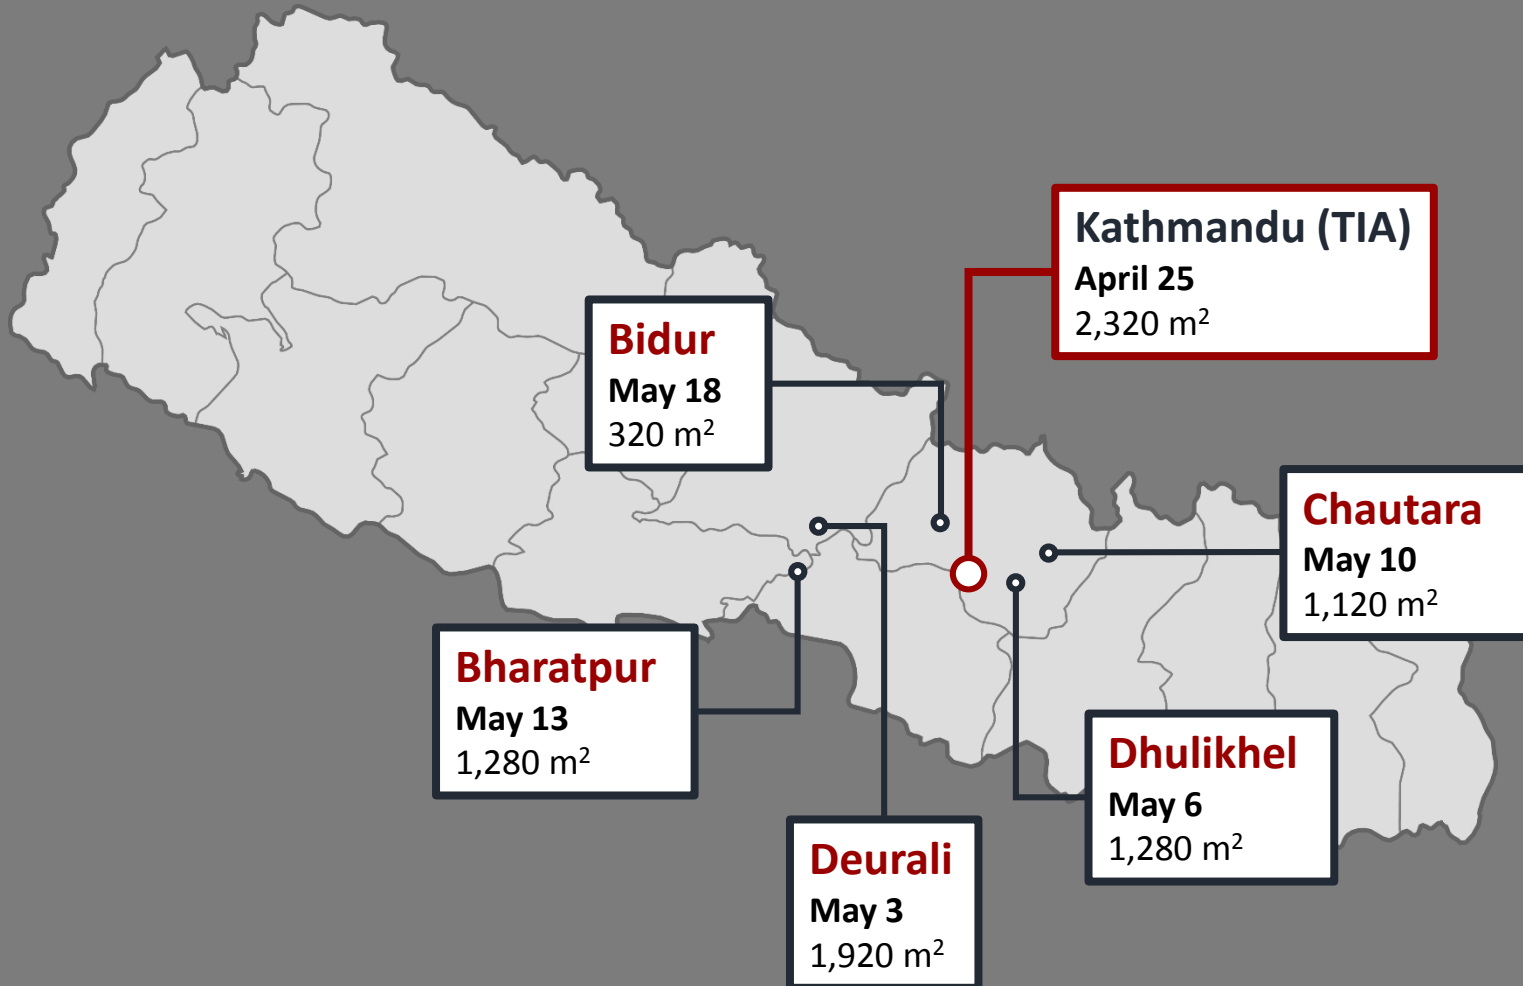 Kathmandu (TIA)
April 25
2,320 m²
Bidur
May 18
320 m²
Chautara
May 10
1,120 m²
Bharatpur
May 13
1,280 m²
Dhulikhel
May 6
1,280 m²
Deurali
May 3
1,920 m²